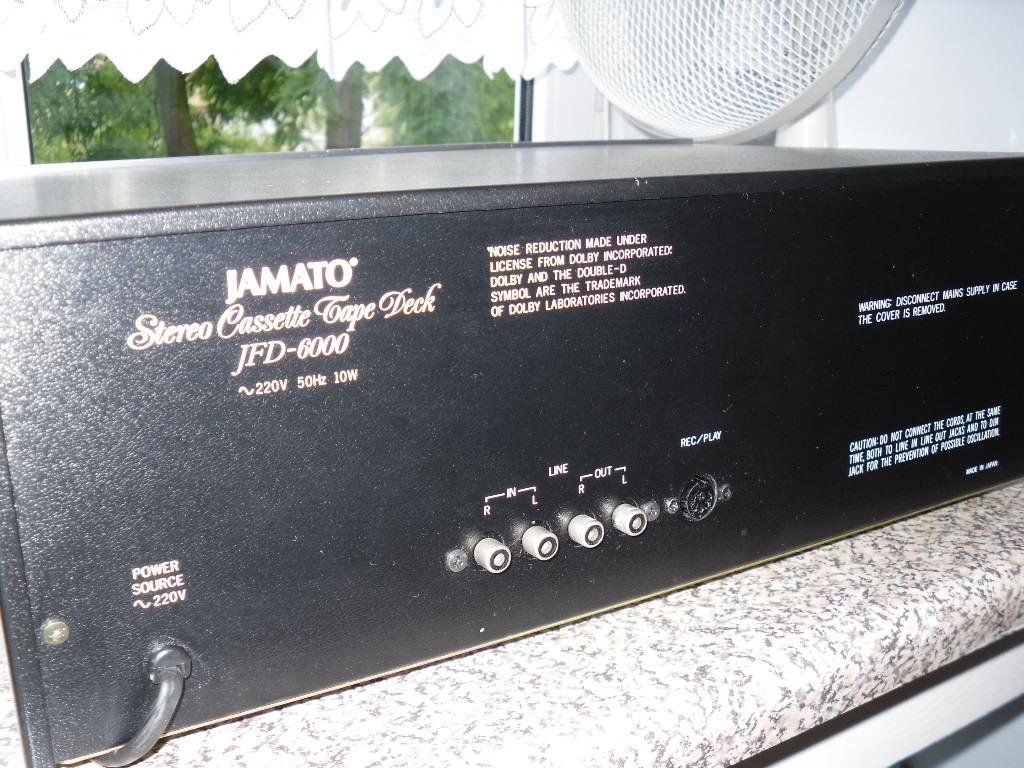 JAMATO®
Stereo Cassette Tape Deck
JFD-6000
~220V 50Hz 10W
"NOISE REDUCTION MADE UNDER
LICENSE FROM DOLBY INCORPORATED."
DOLBY AND THE DOUBLE-D
SYMBOL ARE THE TRADEMARK
OF DOLBY LABORATORIES INCORPORATED.
WARNING: DISCONNECT MAINS SUPPLY IN CASE
THE COVER IS REMOVED.
REC/PLAY
LINE
IN OUT
R L R L
CAUTION: DO NOT CONNECT THE CORDS, AT THE SAME
TIME, BOTH TO LINE IN LINE OUT JACKS AND TO DIN
JACK FOR THE PREVENTION OF POSSIBLE OSCILLATION.
MADE IN JAPAN
POWER
SOURCE
~220V